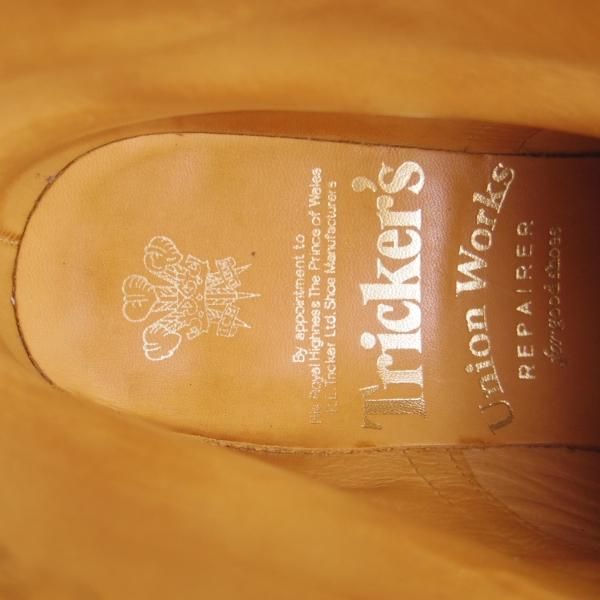 By appointment to
His Royal Highness The Prince of Wales
R.E. Tricker Ltd. Shoe Manufacturers
Tricker's
Union Works
REPAIRER
for good shoes